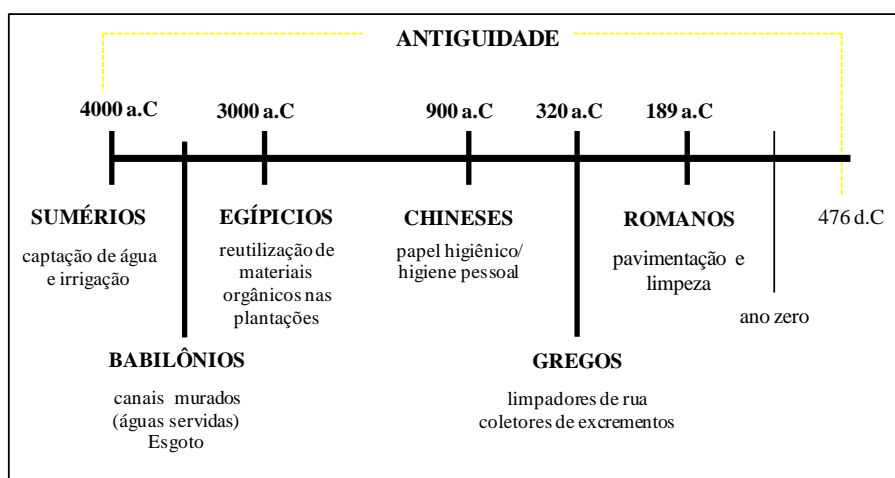 ANTIGUIDADE
4000 a.C
3000 a.C
900 a.C
320 a.C
189 a.C
SUMÉRIOS
captação de água
e irrigação
EGÍPICIOS
reutilização de
materiais
orgânicos nas
plantações
CHINESES
papel higiênico/
higiene pessoal
ROMANOS
pavimentação e
limpeza
476 d.C
ano zero
BABILÔNIOS
canais murados
(águas servidas)
Esgoto
GREGOS
limpadores de rua
coletores de excrementos